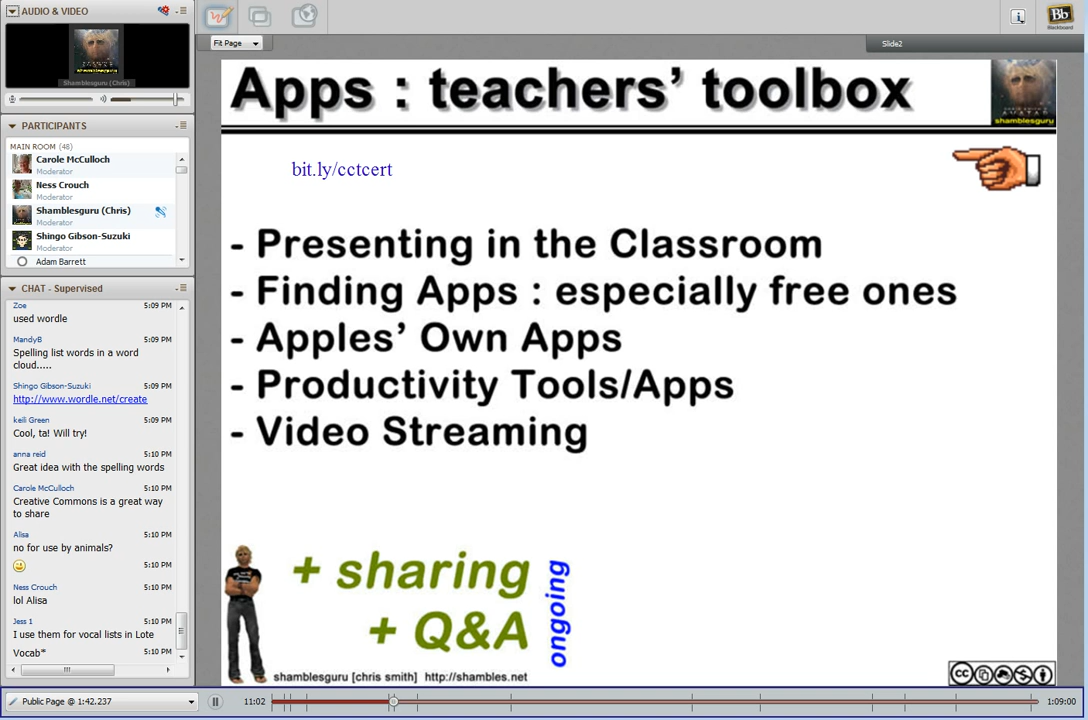 AUDIO & VIDEO
Shamblesguru (Chris)
PARTICIPANTS
MAIN ROOM (48)
Carole McCulloch
Moderator
Ness Crouch
Moderator
Shamblesguru (Chris)
Moderator
Shingo Gibson-Suzuki
Moderator
Adam Barrett
CHAT - Supervised
Zoe 5:09 PM
used wordle
MandyB 5:09 PM
Spelling list words in a word
cloud.....
Shingo Gibson-Suzuki 5:09 PM
http://www.wordle.net/create
keili Green 5:09 PM
Cool, ta! Will try!
anna reid 5:09 PM
Great idea with the spelling words
Carole McCulloch 5:10 PM
Creative Commons is a great way
to share
Alisa 5:10 PM
no for use by animals?
5:10 PM
Ness Crouch 5:10 PM
lol Alisa
Jess 1 5:10 PM
I use them for vocal lists in Lote
Vocab* 5:10 PM
Fit Page
Slide2
Bb
Blackboard
Apps : teachers' toolbox
AVATAR
shamblesguru
bit.ly/cctcert
- Presenting in the Classroom
- Finding Apps : especially free ones
- Apples' Own Apps
- Productivity Tools/Apps
- Video Streaming
+ sharing
+ Q&A
ongoing
shamblesguru [chris smith] http://shambles.net
cc
Public Page @ 1:42.237
11:02
1:09:00